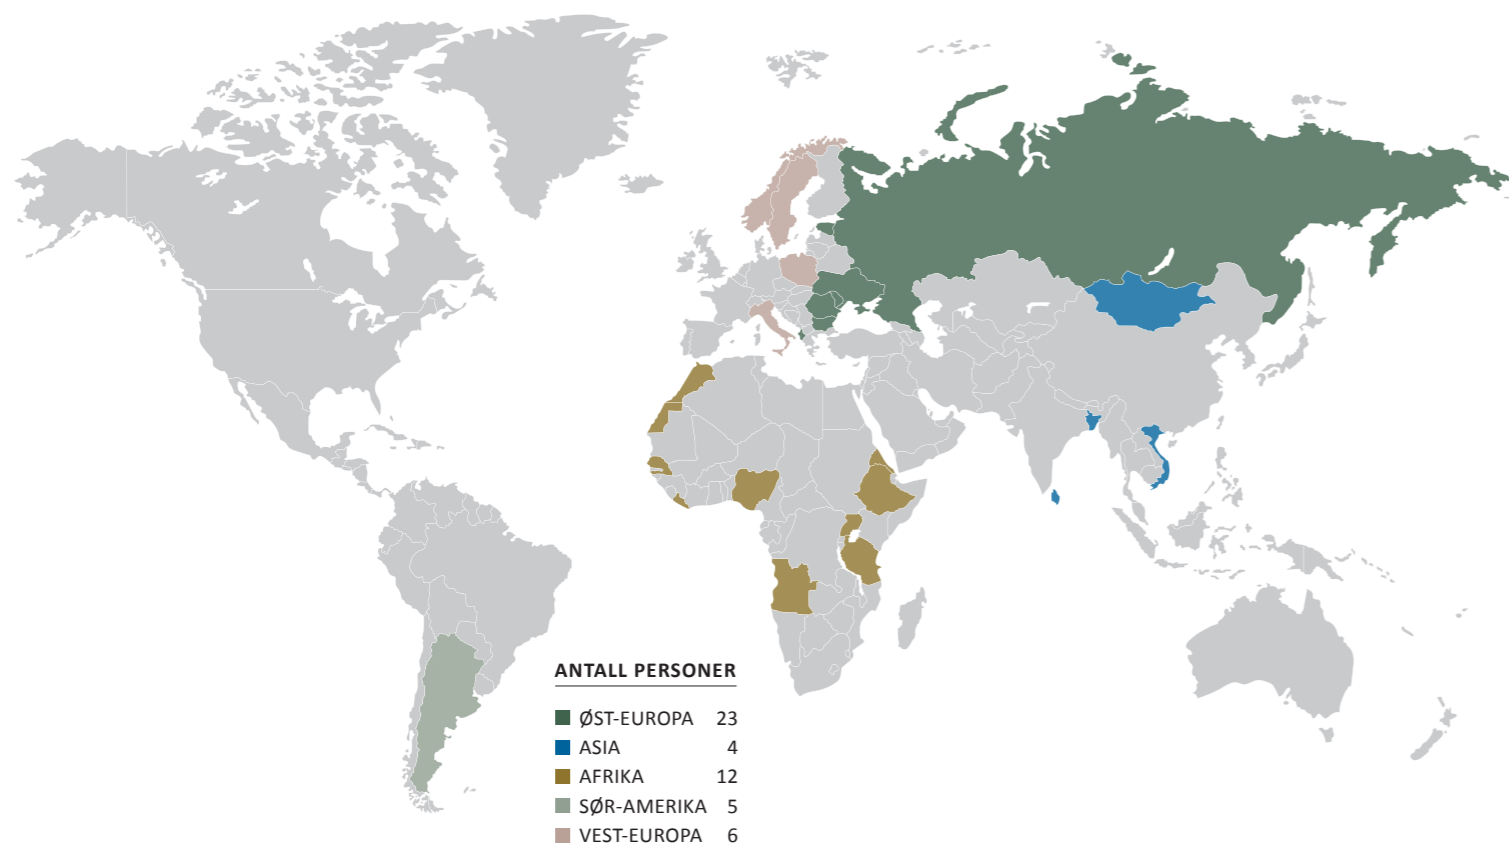 ANTALL PERSONER
ØST-EUROPA 23
ASIA 4
AFRIKA 12
SØR-AMERIKA 5
VEST-EUROPA 6